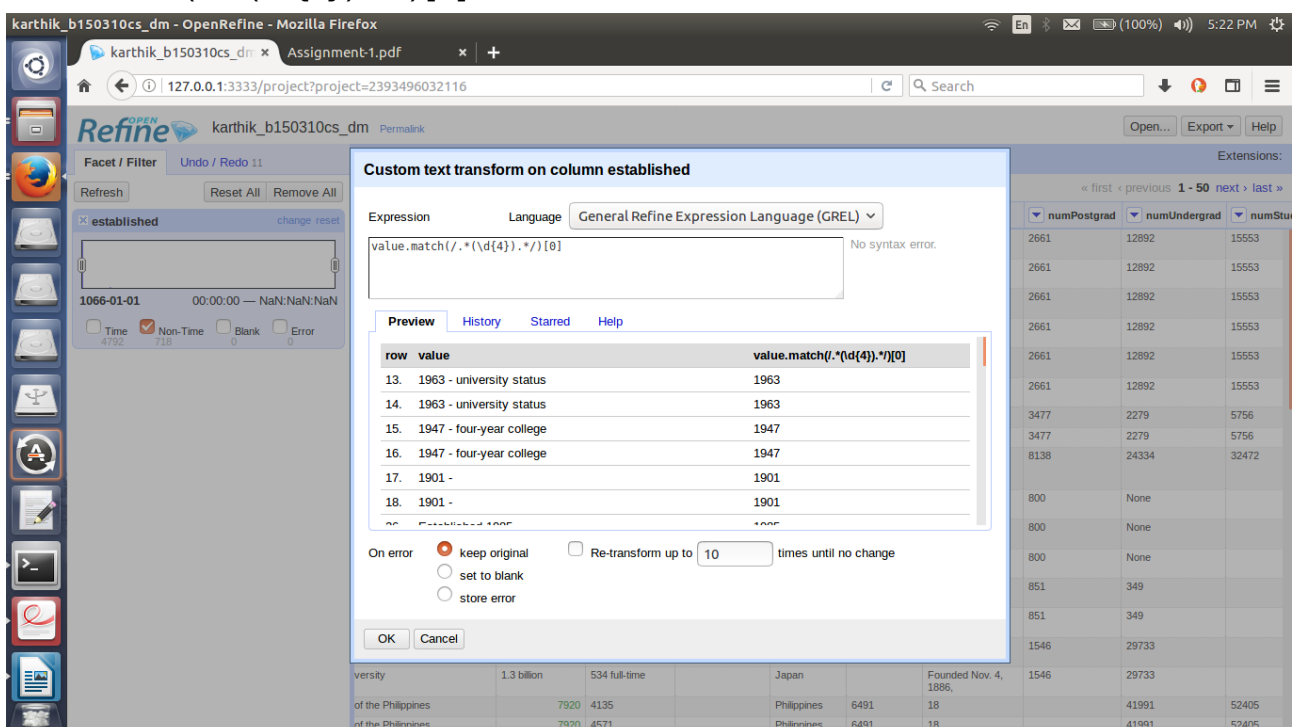 karthik_b150310cs_dm - OpenRefine - Mozilla Firefox En (100%) 5:22 PM
karthik_b150310cs_dm × Assignment-1.pdf × +
127.0.0.1:3333/project?project=2393496032116 Search
OPEN
Refine karthik_b150310cs_dm Permalink Open... Export Help
Facet / Filter Undo / Redo 11 Extensions:
Refresh Reset All Remove All « first ‹ previous 1 - 50 next › last »
× established change reset
1066-01-01 00:00:00 — NaN:NaN:NaN
Time Non-Time Blank Error
4792 718 0 0
Custom text transform on column established
Expression Language General Refine Expression Language (GREL)
value.match(/.*(\d{4}).*/)[0] No syntax error.
Preview History Starred Help
row value value.match(/.*(\d{4}).*/)[0]
13. 1963 - university status 1963
14. 1963 - university status 1963
15. 1947 - four-year college 1947
16. 1947 - four-year college 1947
17. 1901 - 1901
18. 1901 - 1901
On error keep original Re-transform up to 10 times until no change
set to blank
store error
OK Cancel
numPostgrad numUndergrad numStu
2661 12892 15553
2661 12892 15553
2661 12892 15553
2661 12892 15553
2661 12892 15553
2661 12892 15553
3477 2279 5756
3477 2279 5756
8138 24334 32472
800 None
800 None
800 None
851 349
851 349
1546 29733
versity 1.3 billion 534 full-time Japan Founded Nov. 4, 1546 29733
1886,
of the Philippines 7920 4135 Philippines 6491 18 41991 52405
of the Philippines 7920 4571 Philippines 6491 18 41991 52405